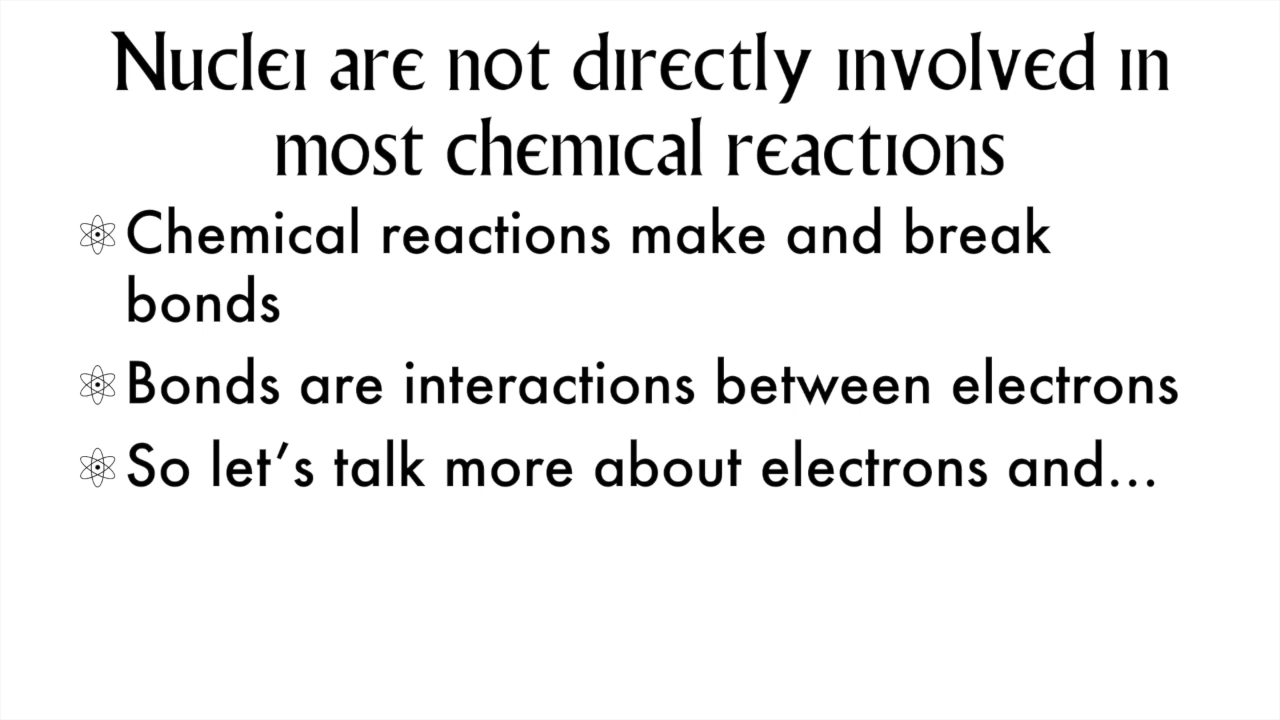 Nuclei are not directly involved in
most chemical reactions
Chemical reactions make and break
bonds
Bonds are interactions between electrons
So let’s talk more about electrons and...